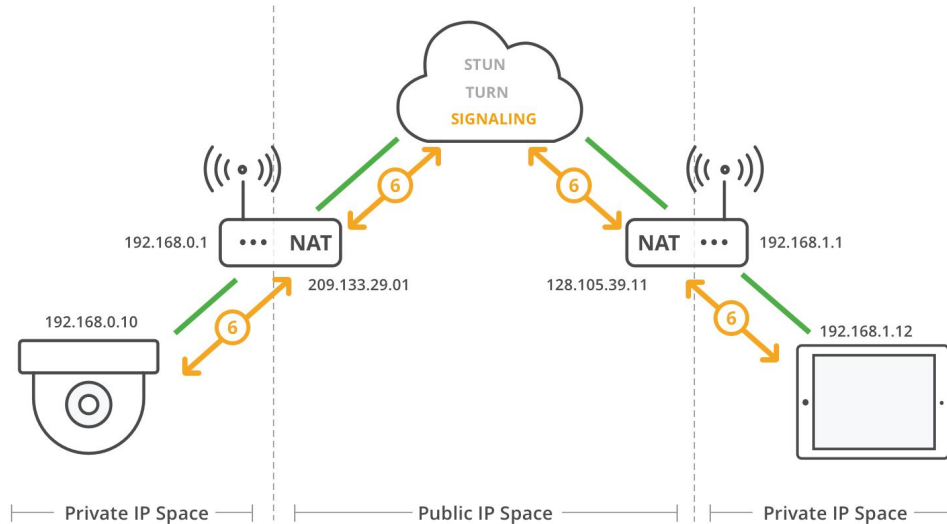 STUN
TURN
SIGNALING
6
6
192.168.0.1
NAT
NAT
192.168.1.1
209.133.29.01
128.105.39.11
192.168.0.10
6
6
192.168.1.12
Private IP Space
Public IP Space
Private IP Space